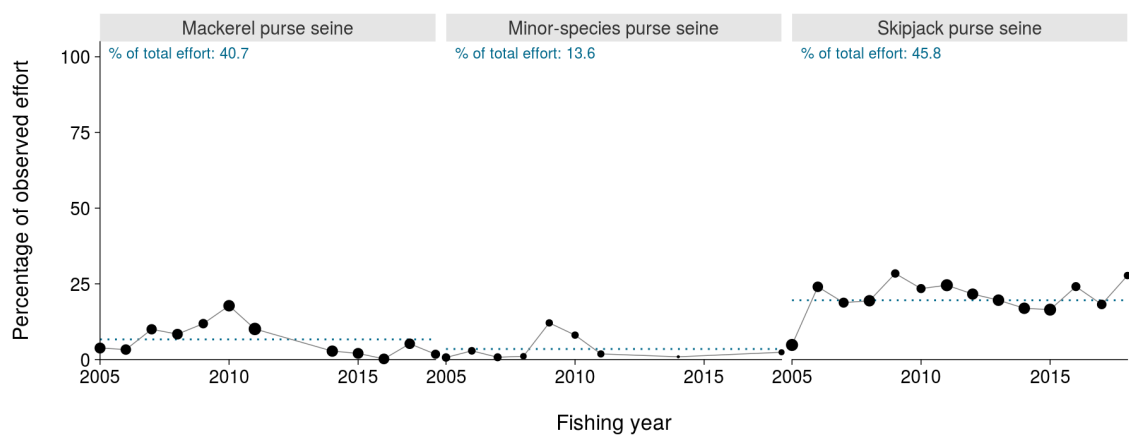 Mackerel purse seine
Minor-species purse seine
Skipjack purse seine
% of total effort: 40.7
% of total effort: 13.6
% of total effort: 45.8
Percentage of observed effort
100
75
50
25
0
2005 2010 2015 2005 2010 2015 2005 2010 2015
Fishing year